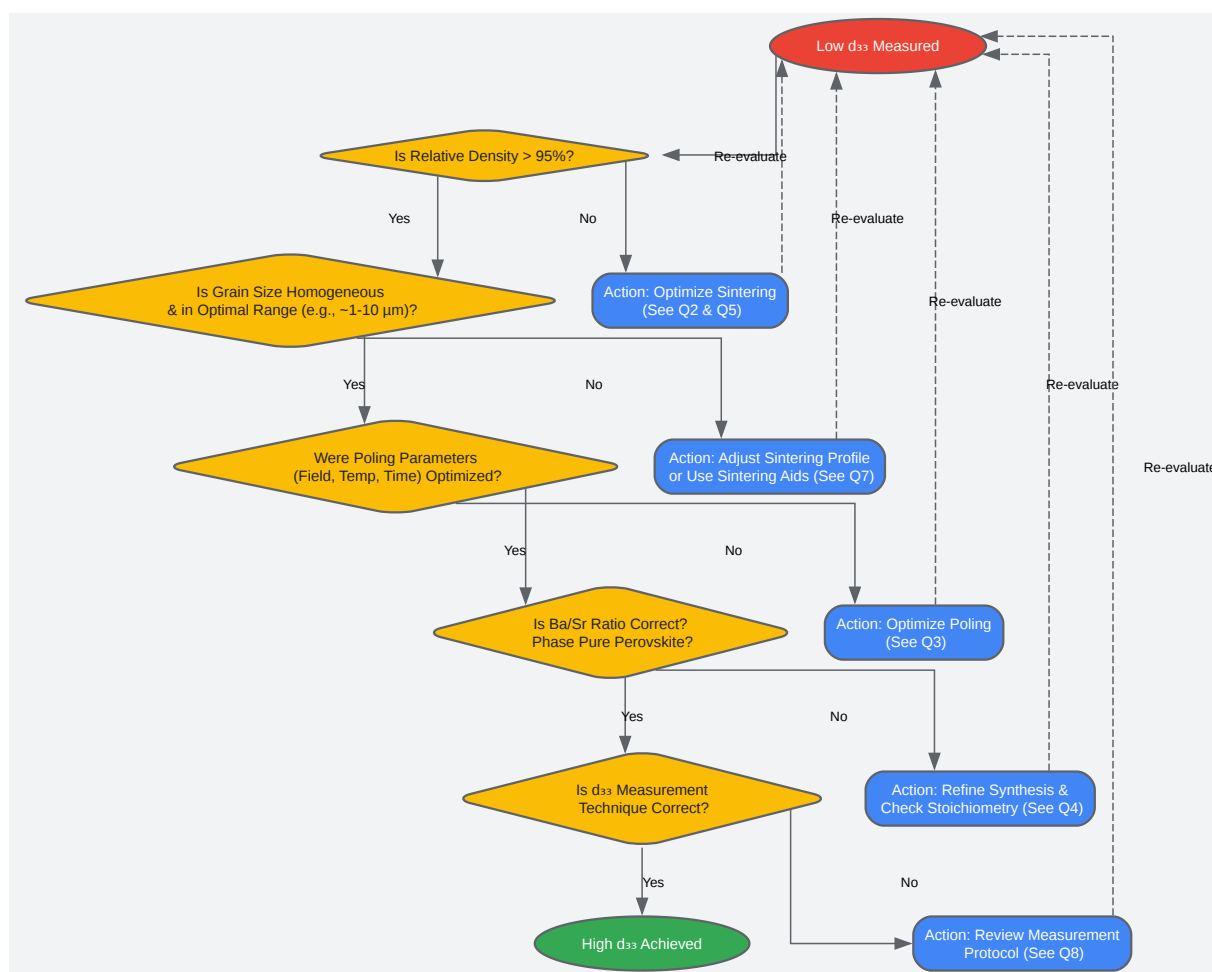 Low d₃₃ Measured
Is Relative Density > 95%?
Re-evaluate
Yes
No
Re-evaluate
Is Grain Size Homogeneous
& in Optimal Range (e.g., ~1-10 µm)?
Action: Optimize Sintering
(See Q2 & Q5)
Re-evaluate
Yes
No
Re-evaluate
Were Poling Parameters
(Field, Temp, Time) Optimized?
Action: Adjust Sintering Profile
or Use Sintering Aids (See Q7)
Re-evaluate
Yes
No
Is Ba/Sr Ratio Correct?
Phase Pure Perovskite?
Action: Optimize Poling
(See Q3)
Yes
No
Is d₃₃ Measurement
Technique Correct?
Action: Refine Synthesis &
Check Stoichiometry (See Q4)
Yes
No
High d₃₃ Achieved
Action: Review Measurement
Protocol (See Q8)